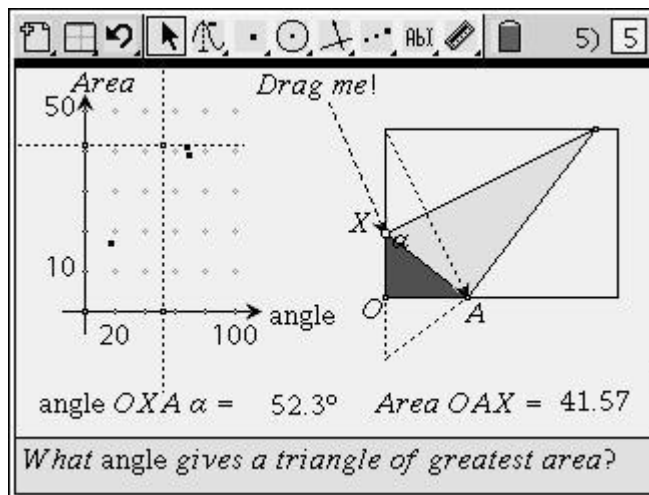 AbI 5) 5
Area
Drag me!
50
X α
10
O A
20 100 angle
angle OXA α = 52.3° Area OAX = 41.57
What angle gives a triangle of greatest area?